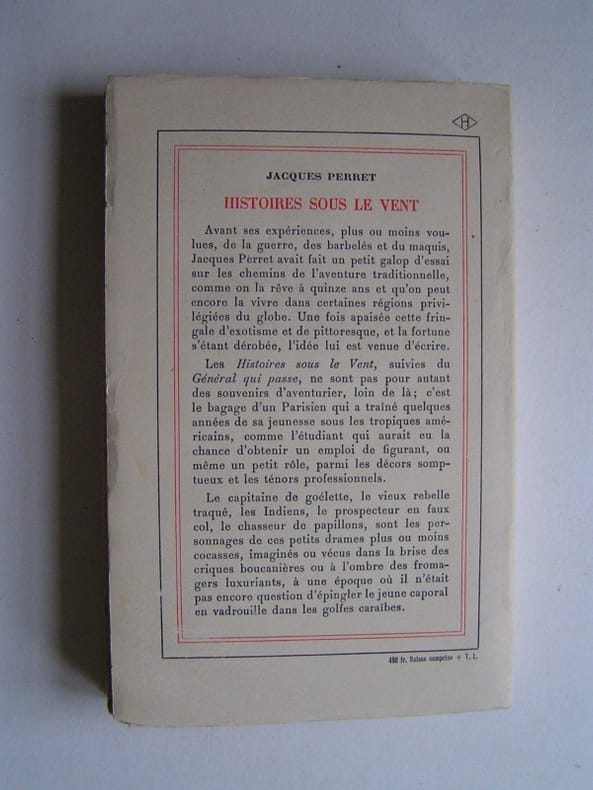 H
JACQUES PERRET
HISTOIRES SOUS LE VENT
Avant ses expériences, plus ou moins vou-
lues, de la guerre, des barbelés et du maquis,
Jacques Perret avait fait un petit galop d'essai
sur les chemins de l'aventure traditionnelle,
comme on la rêve à quinze ans et qu'on peut
encore la vivre dans certaines régions privi-
légiées du globe. Une fois apaisée cette frin-
gale d'exotisme et de pittoresque, et la fortune
s'étant dérobée, l'idée lui est venue d'écrire.
Les Histoires sous le Vent, suivies du
Général qui passe, ne sont pas pour autant
des souvenirs d'aventurier, loin de là ; c'est
le bagage d'un Parisien qui a traîné quelques
années de sa jeunesse sous les tropiques amé-
ricains, comme l'étudiant qui aurait eu la
chance d'obtenir un emploi de figurant, ou
même un petit rôle, parmi les décors somp-
tueux et les ténors professionnels.
Le capitaine de goélette, le vieux rebelle
traqué, les Indiens, le prospecteur en faux
col, le chasseur de papillons, sont les per-
sonnages de ces petits drames plus ou moins
cocasses, imaginés ou vécus dans la brise des
criques boucanières ou à l'ombre des froma-
gers luxuriants, à une époque où il n'était
pas encore question d'épingler le jeune caporal
en vadrouille dans les golfes caraïbes.
490 fr. Baisse comprise + T. L.